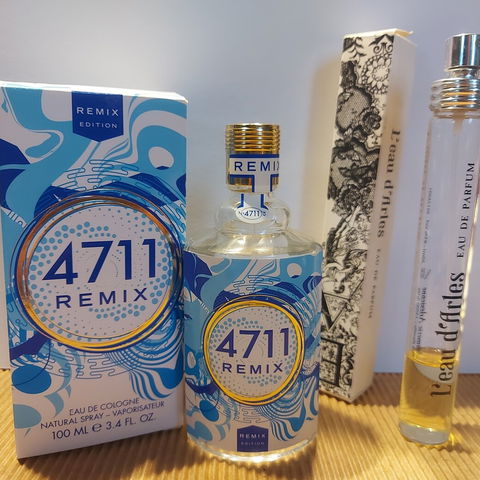 REMIX
EDITION
4711
REMIX
EAU DE COLOGNE
NATURAL SPRAY – VAPORISATEUR
100 ML e 3.4 FL. OZ.
REMIX
N·4711
4711
REMIX
REMIX
EDITION
L'eau d'Arles
EAU DE PARFUM
L'eau d'Arles
EAU DE PARFUM